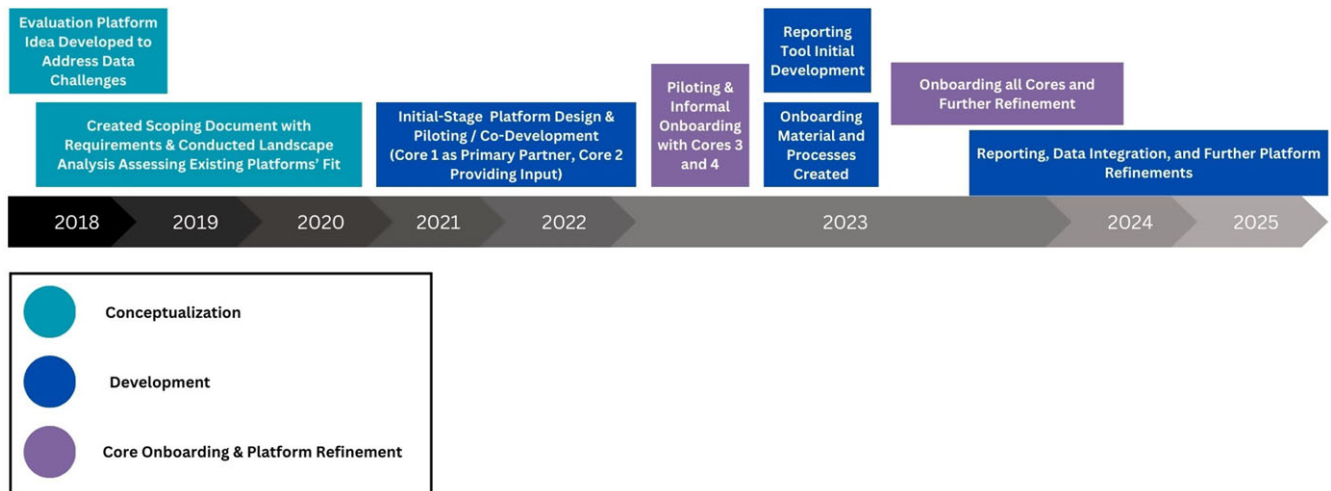 Evaluation Platform
Idea Developed to
Address Data
Challenges
Created Scoping Document with
Requirements & Conducted Landscape
Analysis Assessing Existing Platforms' Fit
Initial-Stage Platform Design &
Piloting / Co-Development
(Core 1 as Primary Partner, Core 2
Providing Input)
Piloting &
Informal
Onboarding
with Cores 3
and 4
Reporting
Tool Initial
Development
Onboarding
Material and
Processes
Created
Onboarding all Cores and
Further Refinement
Reporting, Data Integration, and Further Platform
Refinements
2018 2019 2020 2021 2022 2023 2024 2025
Conceptualization
Development
Core Onboarding & Platform Refinement